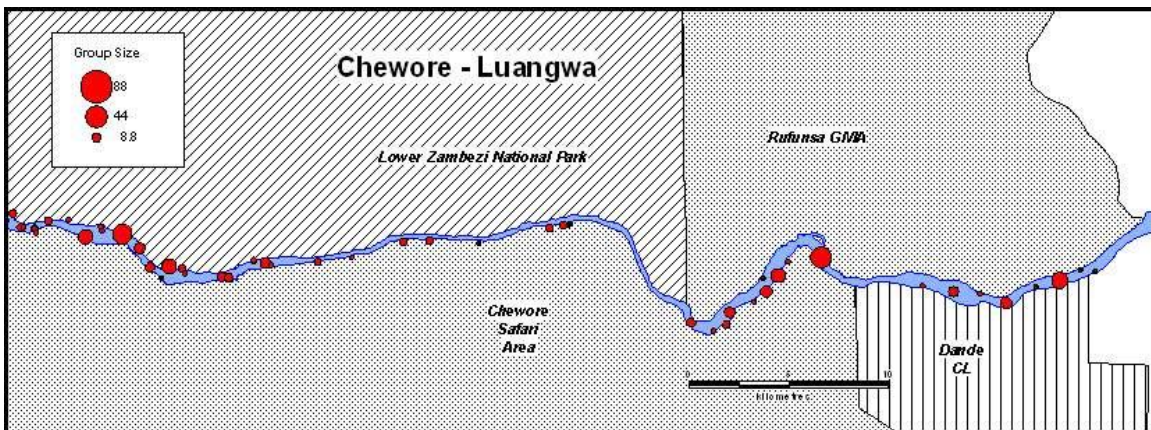 Group Size
88
44
8.8
Chewore - Luangwa
Rufunsa GMA
Lower Zambezi National Park
Chewore
Safari
Area
Dande
CL
0 5 10
kilometres